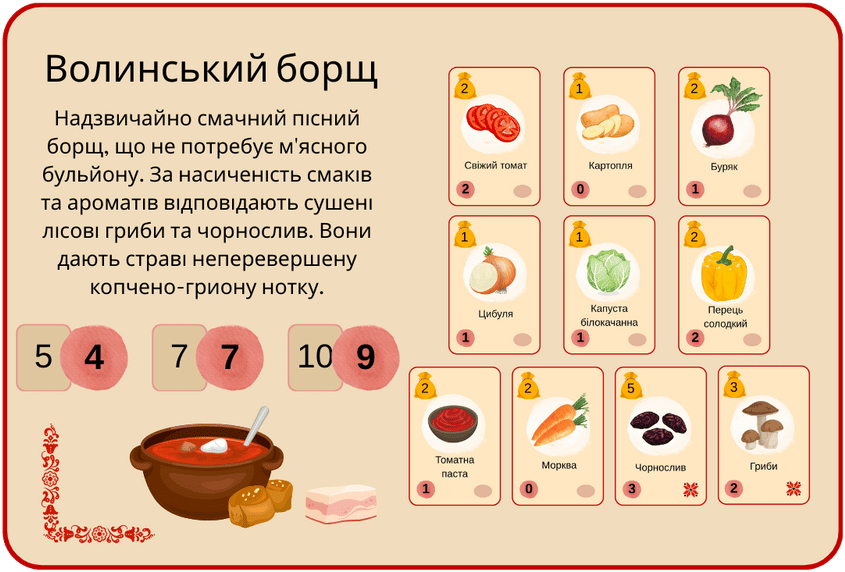 Волинський борщ
Надзвичайно смачний пісний
борщ, що не потребує м'ясного
бульйону. За насиченість смаків
та ароматів відповідають сушені
лісові гриби та чорнослив. Вони
дають страві неперевершену
копчено-гриону нотку.
5 4 7 7 10 9
2 1 2
Свіжий томат Картопля Буряк
2 0 1
1 1 2
Цибуля
Капуста
білокачанна
Перець
солодкий
1 1 2
2 2 5 3
Томатна
паста
Морква Чорнослив Гриби
1 0 3 2